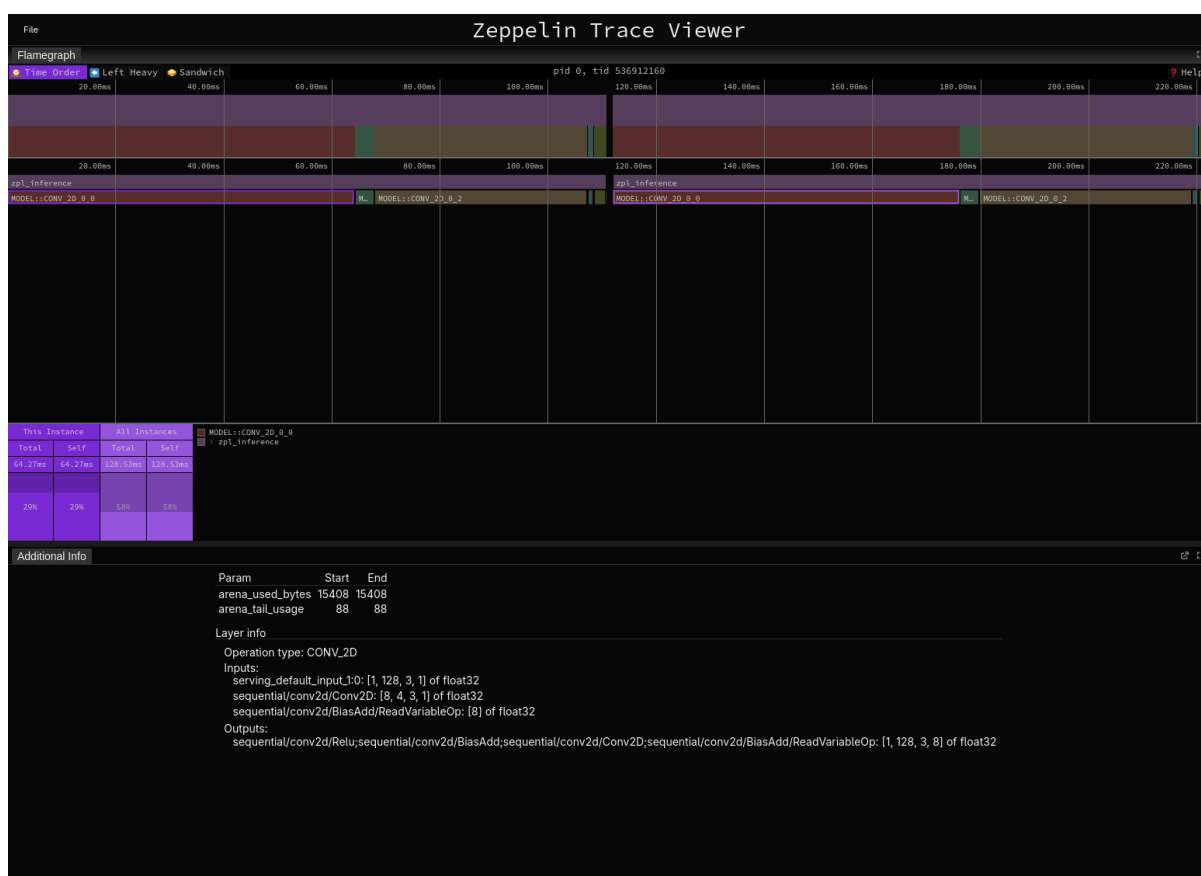 File
Zeppelin Trace Viewer
Flamegraph
Time Order Left Heavy Sandwich pid 0, tid 536912160 ? Help
20.00ms 40.00ms 60.00ms 80.00ms 100.00ms 120.00ms 140.00ms 160.00ms 180.00ms 200.00ms 220.00ms
20.00ms 40.00ms 60.00ms 80.00ms 100.00ms 120.00ms 140.00ms 160.00ms 180.00ms 200.00ms 220.00ms
zpl_inference zpl_inference
MODEL::CONV_2D_0_0 M… MODEL::CONV_2D_0_2 MODEL::CONV_2D_0_0 M… MODEL::CONV_2D_0_2
This Instance All Instances MODEL::CONV_2D_0_0
Total Self Total Self > zpl_inference
64.27ms 64.27ms 128.53ms 128.53ms
29% 29% 58% 58%
Additional Info
Param Start End
arena_used_bytes 15408 15408
arena_tail_usage 88 88
Layer info
Operation type: CONV_2D
Inputs:
serving_default_input_1:0: [1, 128, 3, 1] of float32
sequential/conv2d/Conv2D: [8, 4, 3, 1] of float32
sequential/conv2d/BiasAdd/ReadVariableOp: [8] of float32
Outputs:
sequential/conv2d/Relu;sequential/conv2d/BiasAdd;sequential/conv2d/Conv2D;sequential/conv2d/BiasAdd/ReadVariableOp: [1, 128, 3, 8] of float32